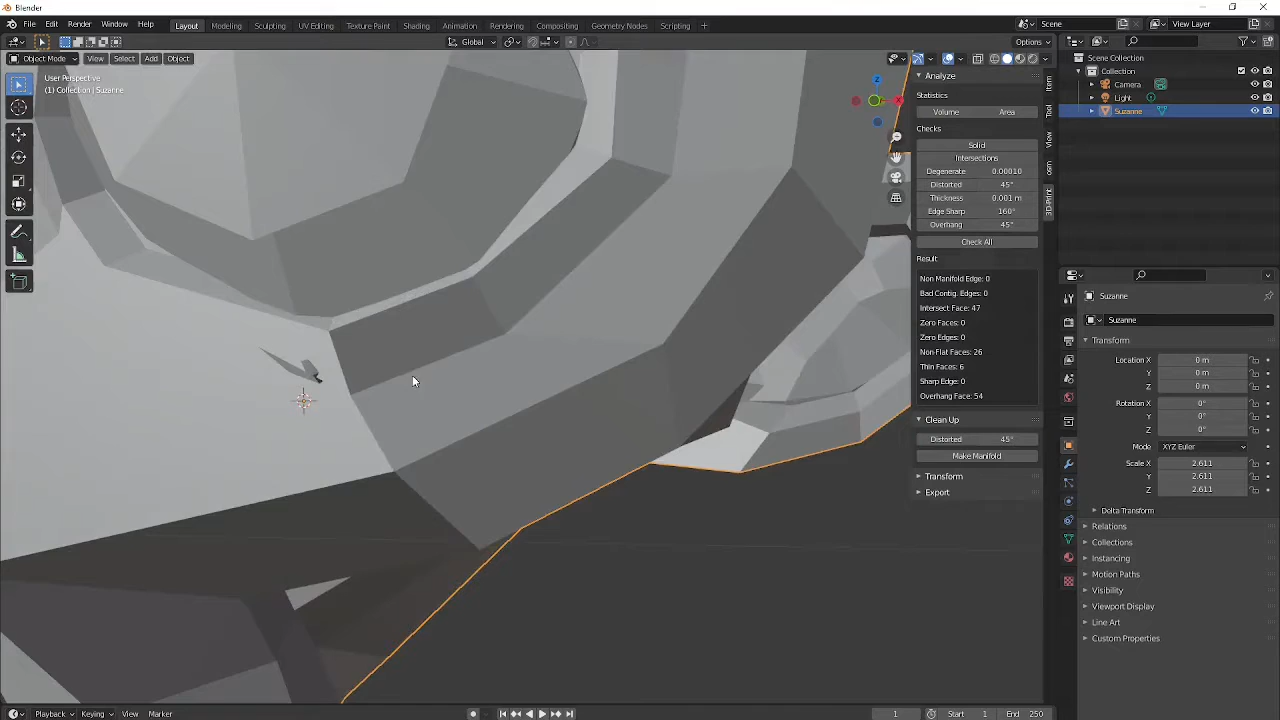 Blender
File Edit Render Window Help
Layout Modeling Sculpting UV Editing Texture Paint Shading Animation Rendering Compositing Geometry Nodes Scripting +
Scene
View Layer
Global
Options
Object Mode View Select Add Object
User Perspective
(1) Collection | Suzanne
Z
X
Item
Tool
View
3D-Print
Analyze
Statistics
Volume Area
Checks
Solid
Intersections
Degenerate 0.00010
Distorted 45°
Thickness 0.001 m
Edge Sharp 160°
Overhang 45°
Check All
Result
Non Manifold Edge: 0
Bad Contig. Edges: 0
Intersect Face: 47
Zero Faces: 0
Zero Edges: 0
Non-Flat Faces: 26
Thin Faces: 6
Sharp Edge: 0
Overhang Face: 54
Clean Up
Distorted 45°
Make Manifold
Transform
Export
Scene Collection
Collection
Camera
Light
Suzanne
Suzanne
Suzanne
Transform
Location X 0 m
Y 0 m
Z 0 m
Rotation X 0°
Y 0°
Z 0°
Mode XYZ Euler
Scale X 2.611
Y 2.611
Z 2.611
Delta Transform
Relations
Collections
Instancing
Motion Paths
Visibility
Viewport Display
Line Art
Custom Properties
Playback Keying View Marker
1 Start 1 End 250